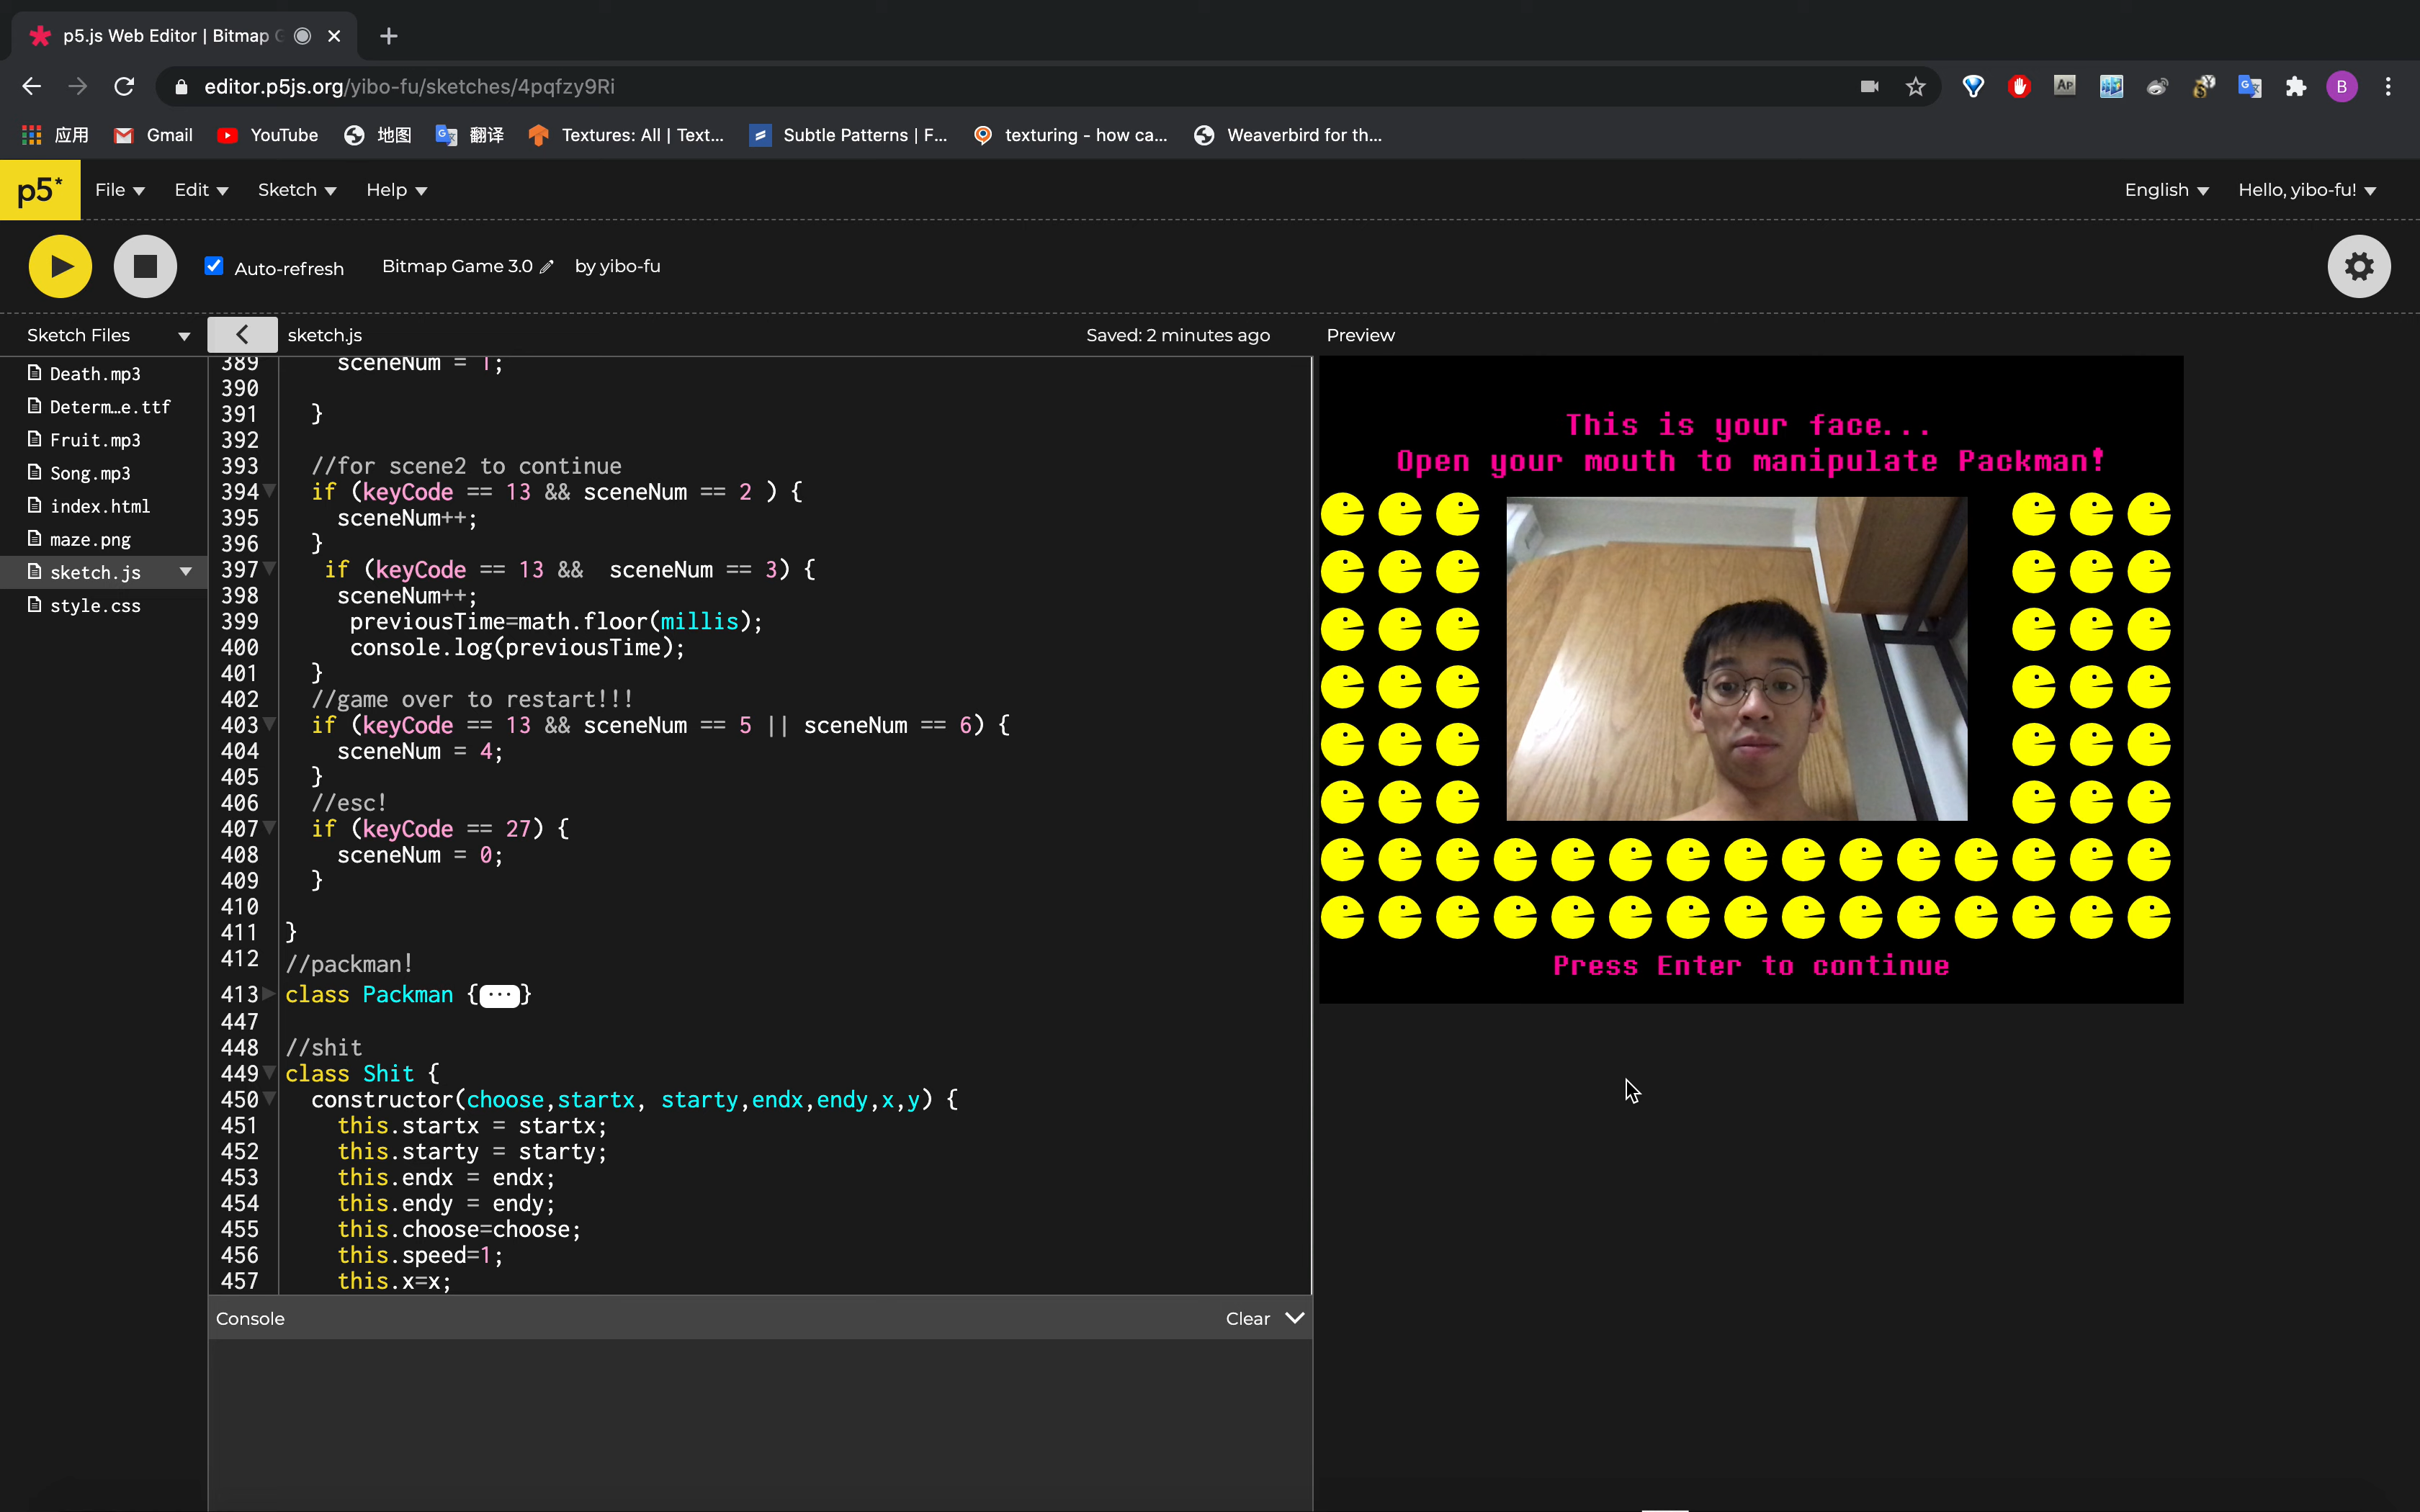 p5.js Web Editor | Bitmap G
editor.p5js.org/yibo-fu/sketches/4pqfzy9Ri
AP
B
应用
Gmail
YouTube
地图
翻译
Textures: All | Text...
Subtle Patterns | F...
texturing - how ca...
Weaverbird for th...
p5*
File
Edit
Sketch
Help
English
Hello, yibo-fu!
Auto-refresh
Bitmap Game 3.0
by yibo-fu
Sketch Files
sketch.js
Saved: 2 minutes ago
Preview
Death.mp3
Determ…e.ttf
Fruit.mp3
Song.mp3
index.html
maze.png
sketch.js
style.css
389 sceneNum = 1;
390
391 }
392
393 //for scene2 to continue
394 if (keyCode == 13 && sceneNum == 2 ) {
395 sceneNum++;
396 }
397 if (keyCode == 13 &&  sceneNum == 3) {
398 sceneNum++;
399 previousTime=math.floor(millis);
400 console.log(previousTime);
401 }
402 //game over to restart!!!
403 if (keyCode == 13 && sceneNum == 5 || sceneNum == 6) {
404 sceneNum = 4;
405 }
406 //esc!
407 if (keyCode == 27) {
408 sceneNum = 0;
409 }
410
411 }
412 //packman!
413 class Packman {...}
447
448 //shit
449 class Shit {
450 constructor(choose,startx, starty,endx,endy,x,y) {
451 this.startx = startx;
452 this.starty = starty;
453 this.endx = endx;
454 this.endy = endy;
455 this.choose=choose;
456 this.speed=1;
457 this.x=x;
Console
Clear
This is your face...
Open your mouth to manipulate Packman!
Press Enter to continue